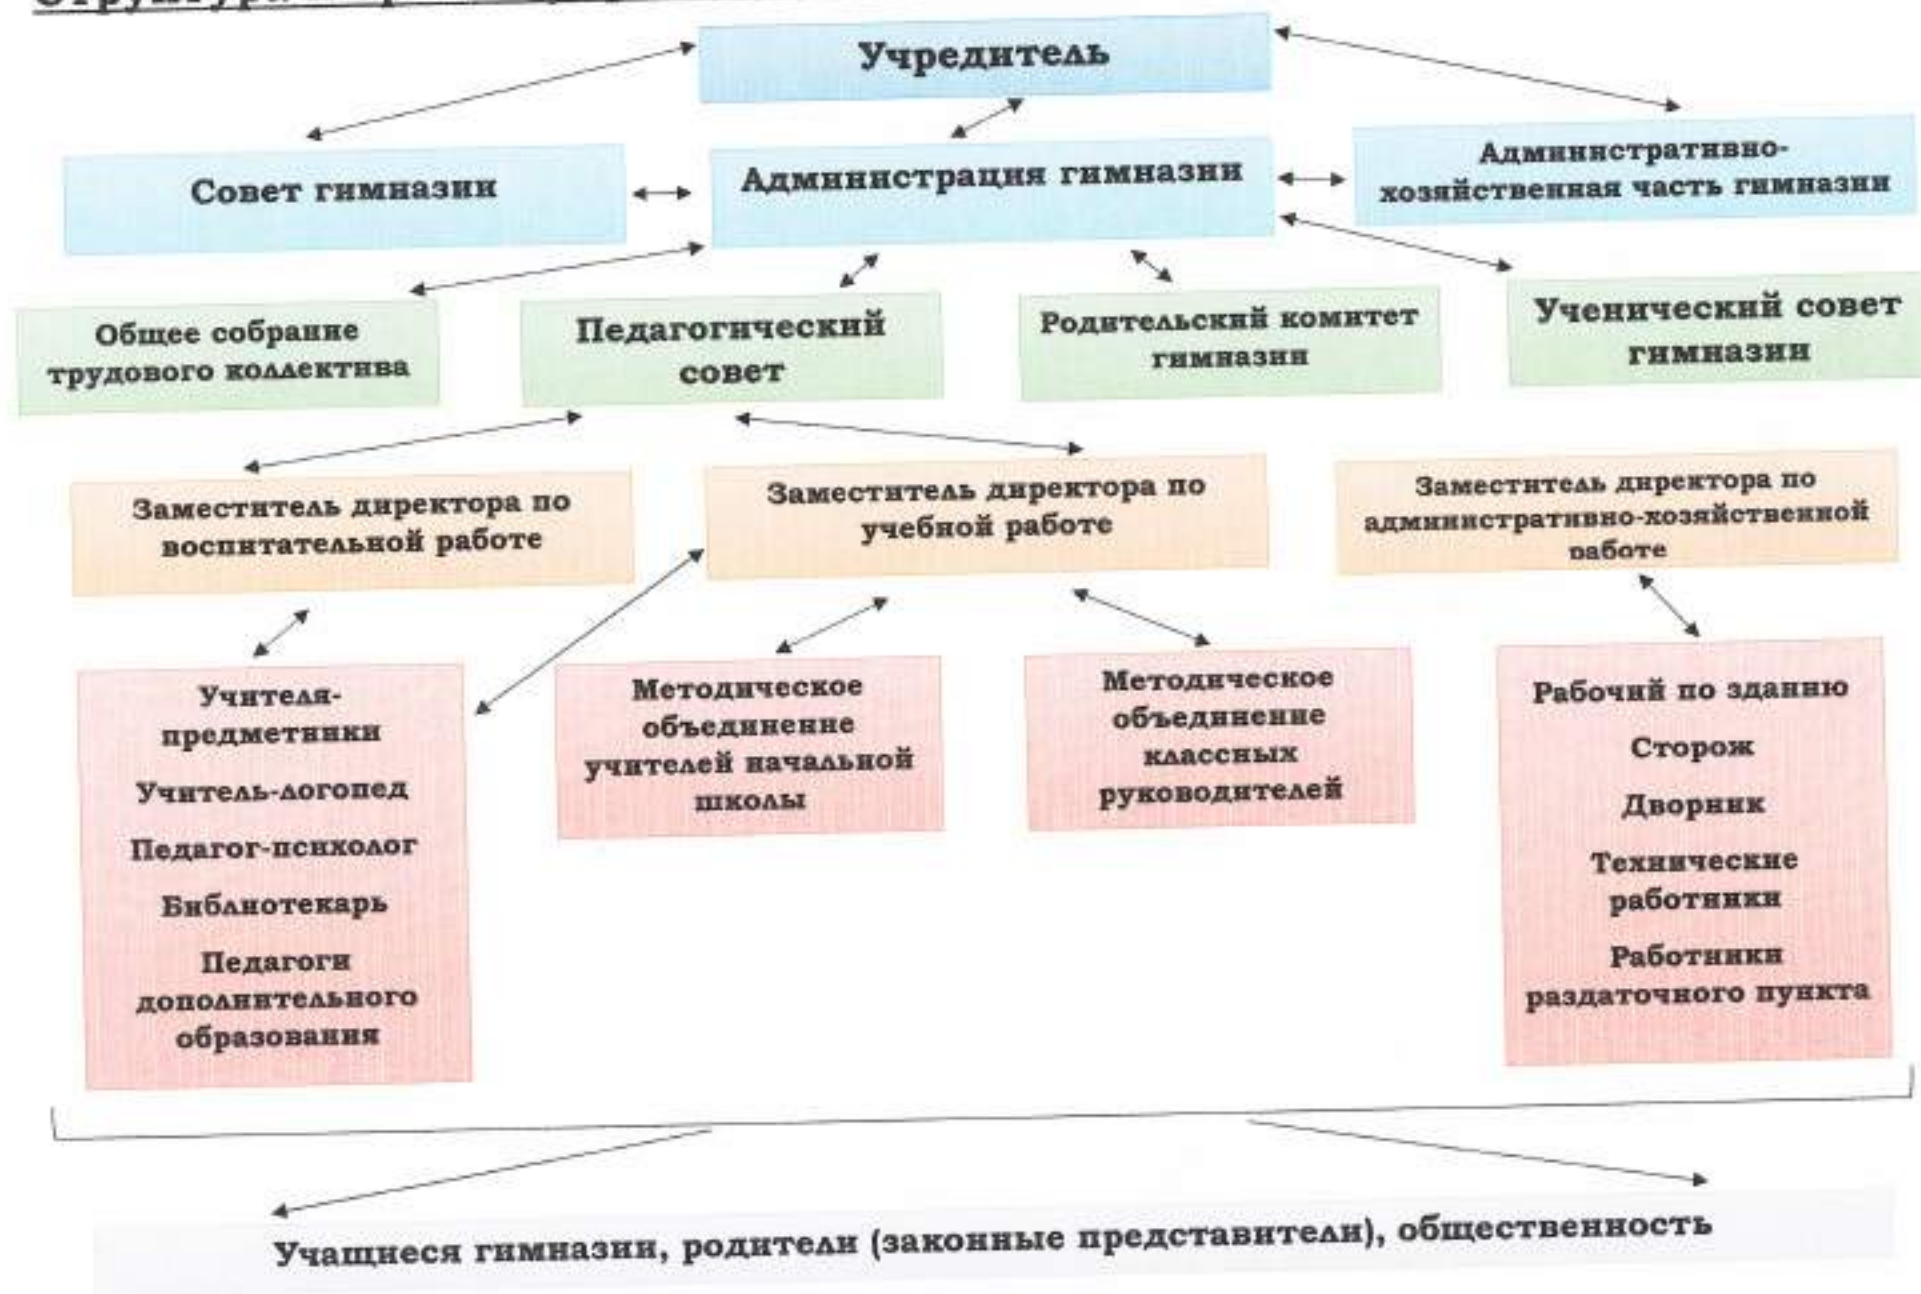 Структура
Учредитель
Совет гимназии
Администрация гимназии
Административно-
хозяйственная часть гимназии
Общее собрание
трудового коллектива
Педагогический
совет
Родительский комитет
гимназии
Ученический совет
гимназии
Заместитель директора по
воспитательной работе
Заместитель директора по
учебной работе
Заместитель директора по
административно-хозяйственной
работе
Учителя-
предметники
Учитель-логопед
Педагог-психолог
Библиотекарь
Педагоги
дополнительного
образования
Методическое
объединение
учителей начальной
школы
Методическое
объединение
классных
руководителей
Рабочий по зданию
Сторож
Дворник
Технические
работники
Работники
раздаточного пункта
Учащиеся гимназии, родители (законные представители), общественность